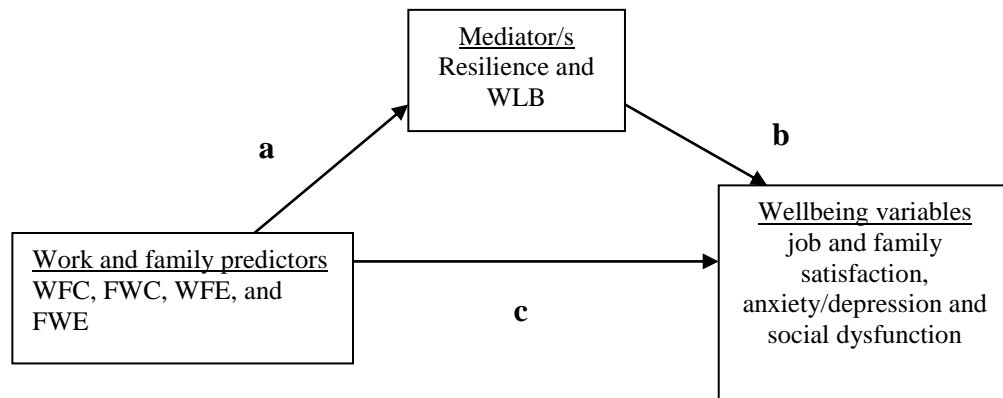 Mediator/s
Resilience and
WLB
a
b
Work and family predictors
WFC, FWC, WFE, and
FWE
c
Wellbeing variables
job and family
satisfaction,
anxiety/depression and
social dysfunction